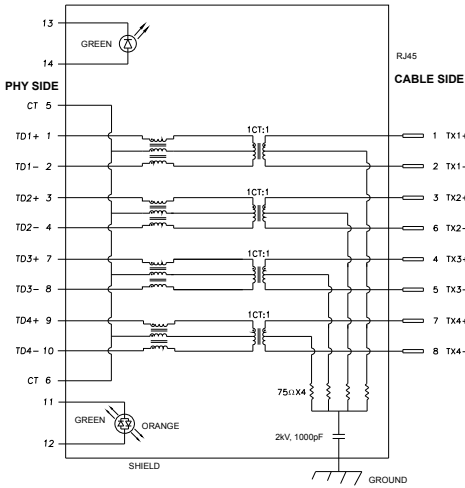 13
GREEN
14
RJ45
PHY SIDE
CABLE SIDE
CT 5
1CT:1
TD1+ 1
1 TX1+
TD1- 2
2 TX1-
1CT:1
TD2+ 3
3 TX2+
TD2- 4
6 TX2-
1CT:1
TD3+ 7
4 TX3+
TD3- 8
5 TX3-
1CT:1
TD4+ 9
7 TX4+
TD4- 10
8 TX4-
CT 6
75ΩX4
11
GREEN
ORANGE
12
2kV, 1000pF
SHIELD
GROUND